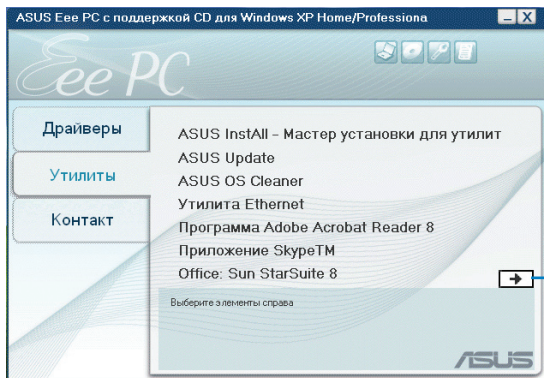 ASUS Eee PC с поддержкой CD для Windows XP Home/Professiona
Eee PC
Драйверы
Утилиты
Контакт
ASUS InstAll - Мастер установки для утилит
ASUS Update
ASUS OS Cleaner
Утилита Ethernet
Программа Adobe Acrobat Reader 8
Приложение SkypeTM
Office: Sun StarSuite 8
Выберите элементы справа
ASUS